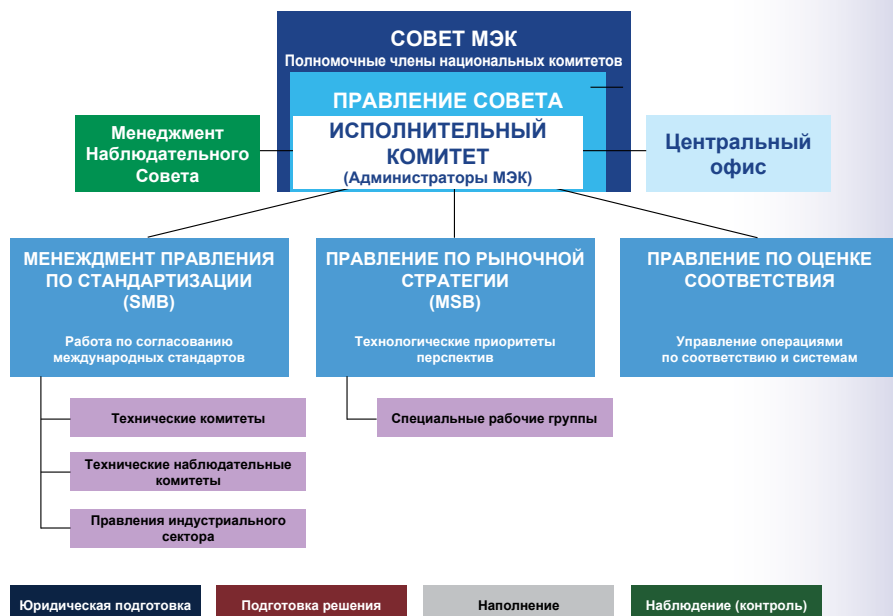 СОВЕТ МЭК
Полномочные члены национальных комитетов
ПРАВЛЕНИЕ СОВЕТА
ИСПОЛНИТЕЛЬНЫЙ
КОМИТЕТ
(Администраторы МЭК)
Менеджмент
Наблюдательного
Совета
Центральный
офис
МЕНЕЖДМЕНТ ПРАВЛЕНИЯ
ПО СТАНДАРТИЗАЦИИ
(SMB)
Работа по согласованию
международных стандартов
ПРАВЛЕНИЕ ПО РЫНОЧНОЙ
СТРАТЕГИИ
(MSB)
Технологические приоритеты
перспектив
ПРАВЛЕНИЕ ПО ОЦЕНКЕ
СООТВЕТСТВИЯ
Управление операциями
по соответствию и системам
Технические комитеты
Технические наблюдательные
комитеты
Правления индустриального
сектора
Специальные рабочие группы
Юридическая подготовка
Подготовка решения
Наполнение
Наблюдение (контроль)